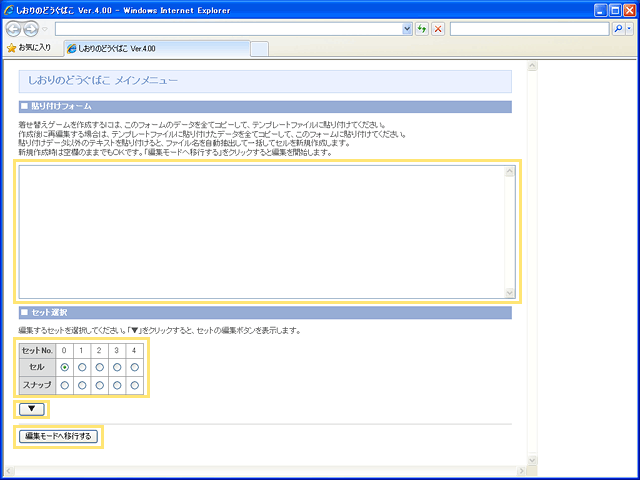 しおりのどうぐばこ Ver.4.00 - Windows Internet Explorer
お気に入り
しおりのどうぐばこ Ver.4.00
しおりのどうぐばこ メインメニュー
■ 貼り付けフォーム
着せ替えゲームを作成するには、このフォームのデータを全てコピーして、テンプレートファイルに貼り付けてください。
作成後に再編集する場合は、テンプレートファイルに貼り付けたデータを全てコピーして、このフォームに貼り付けてください。
貼り付けデータ以外のテキストを貼り付けると、ファイル名を自動抽出して一括してセルを新規作成します。
新規作成時は空欄のままでもOKです。「編集モードへ移行する」をクリックすると編集を開始します。
■ セット選択
編集するセットを選択してください。「▼」をクリックすると、セットの編集ボタンを表示します。
セットNo. 0 1 2 3 4
セル
スナップ
▼
編集モードへ移行する